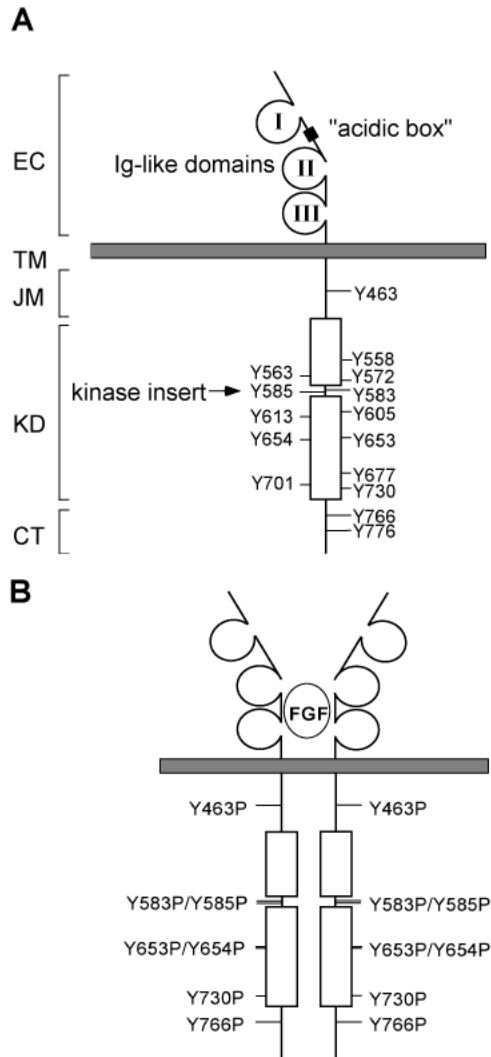 A
EC
I
"acidic box"
Ig-like domains
II
III
TM
JM
Y463
KD
Y558
Y563
Y572
kinase insert
Y585
Y583
Y613
Y605
Y654
Y653
Y701
Y677
Y730
CT
Y766
Y776
B
FGF
Y463P
Y463P
Y583P/Y585P
Y583P/Y585P
Y653P/Y654P
Y653P/Y654P
Y730P
Y730P
Y766P
Y766P